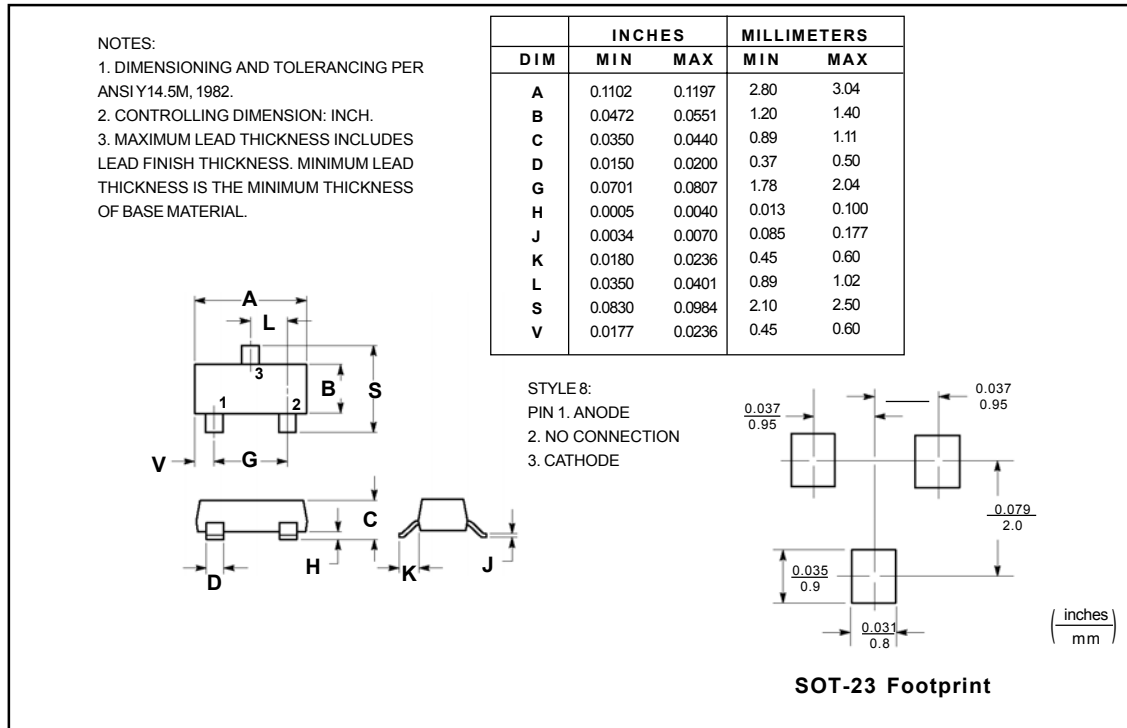 NOTES:
1. DIMENSIONING AND TOLERANCING PER
ANSI Y14.5M, 1982.
2. CONTROLLING DIMENSION: INCH.
3. MAXIMUM LEAD THICKNESS INCLUDES
LEAD FINISH THICKNESS. MINIMUM LEAD
THICKNESS IS THE MINIMUM THICKNESS
OF BASE MATERIAL.
INCHES MILLIMETERS
DIM MIN MAX MIN MAX
A 0.1102 0.1197 2.80 3.04
B 0.0472 0.0551 1.20 1.40
C 0.0350 0.0440 0.89 1.11
D 0.0150 0.0200 0.37 0.50
G 0.0701 0.0807 1.78 2.04
H 0.0005 0.0040 0.013 0.100
J 0.0034 0.0070 0.085 0.177
K 0.0180 0.0236 0.45 0.60
L 0.0350 0.0401 0.89 1.02
S 0.0830 0.0984 2.10 2.50
V 0.0177 0.0236 0.45 0.60
A
L
3
B S
1 2
V G
C
H J
D K
STYLE 8:
PIN 1. ANODE
2. NO CONNECTION
3. CATHODE
0.037
0.95
0.037
0.95
0.079
2.0
0.035
0.9
0.031
0.8
inches
mm
SOT-23 Footprint